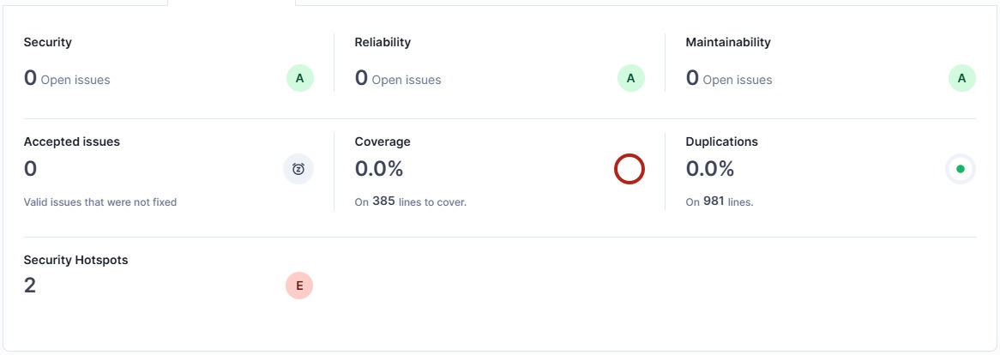 Security
0 Open issues
A
Reliability
0 Open issues
A
Maintainability
0 Open issues
A
Accepted issues
0
Valid issues that were not fixed
Coverage
0.0%
On 385 lines to cover.
Duplications
0.0%
On 981 lines.
Security Hotspots
2
E